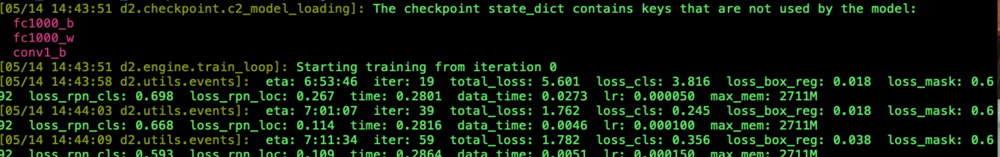 [05/14 14:43:51 d2.checkpoint.c2_model_loading]: The checkpoint state_dict contains keys that are not used by the model:
fc1000_b
fc1000_w
conv1_b
[05/14 14:43:51 d2.engine.train_loop]: Starting training from iteration 0
[05/14 14:43:58 d2.utils.events]: eta: 6:53:46 iter: 19 total_loss: 5.601 loss_cls: 3.816 loss_box_reg: 0.018 loss_mask: 0.6
92 loss_rpn_cls: 0.698 loss_rpn_loc: 0.267 time: 0.2801 data_time: 0.0273 lr: 0.000050 max_mem: 2711M
[05/14 14:44:03 d2.utils.events]: eta: 7:01:07 iter: 39 total_loss: 1.762 loss_cls: 0.245 loss_box_reg: 0.018 loss_mask: 0.6
92 loss_rpn_cls: 0.668 loss_rpn_loc: 0.114 time: 0.2816 data_time: 0.0046 lr: 0.000100 max_mem: 2711M
[05/14 14:44:09 d2.utils.events]: eta: 7:11:34 iter: 59 total_loss: 1.782 loss_cls: 0.356 loss_box_reg: 0.038 loss_mask: 0.6
92 loss_rpn_cls: 0.593 loss_rpn_loc: 0.109 time: 0.2864 data_time: 0.0051 lr: 0.000150 max_mem: 2711M